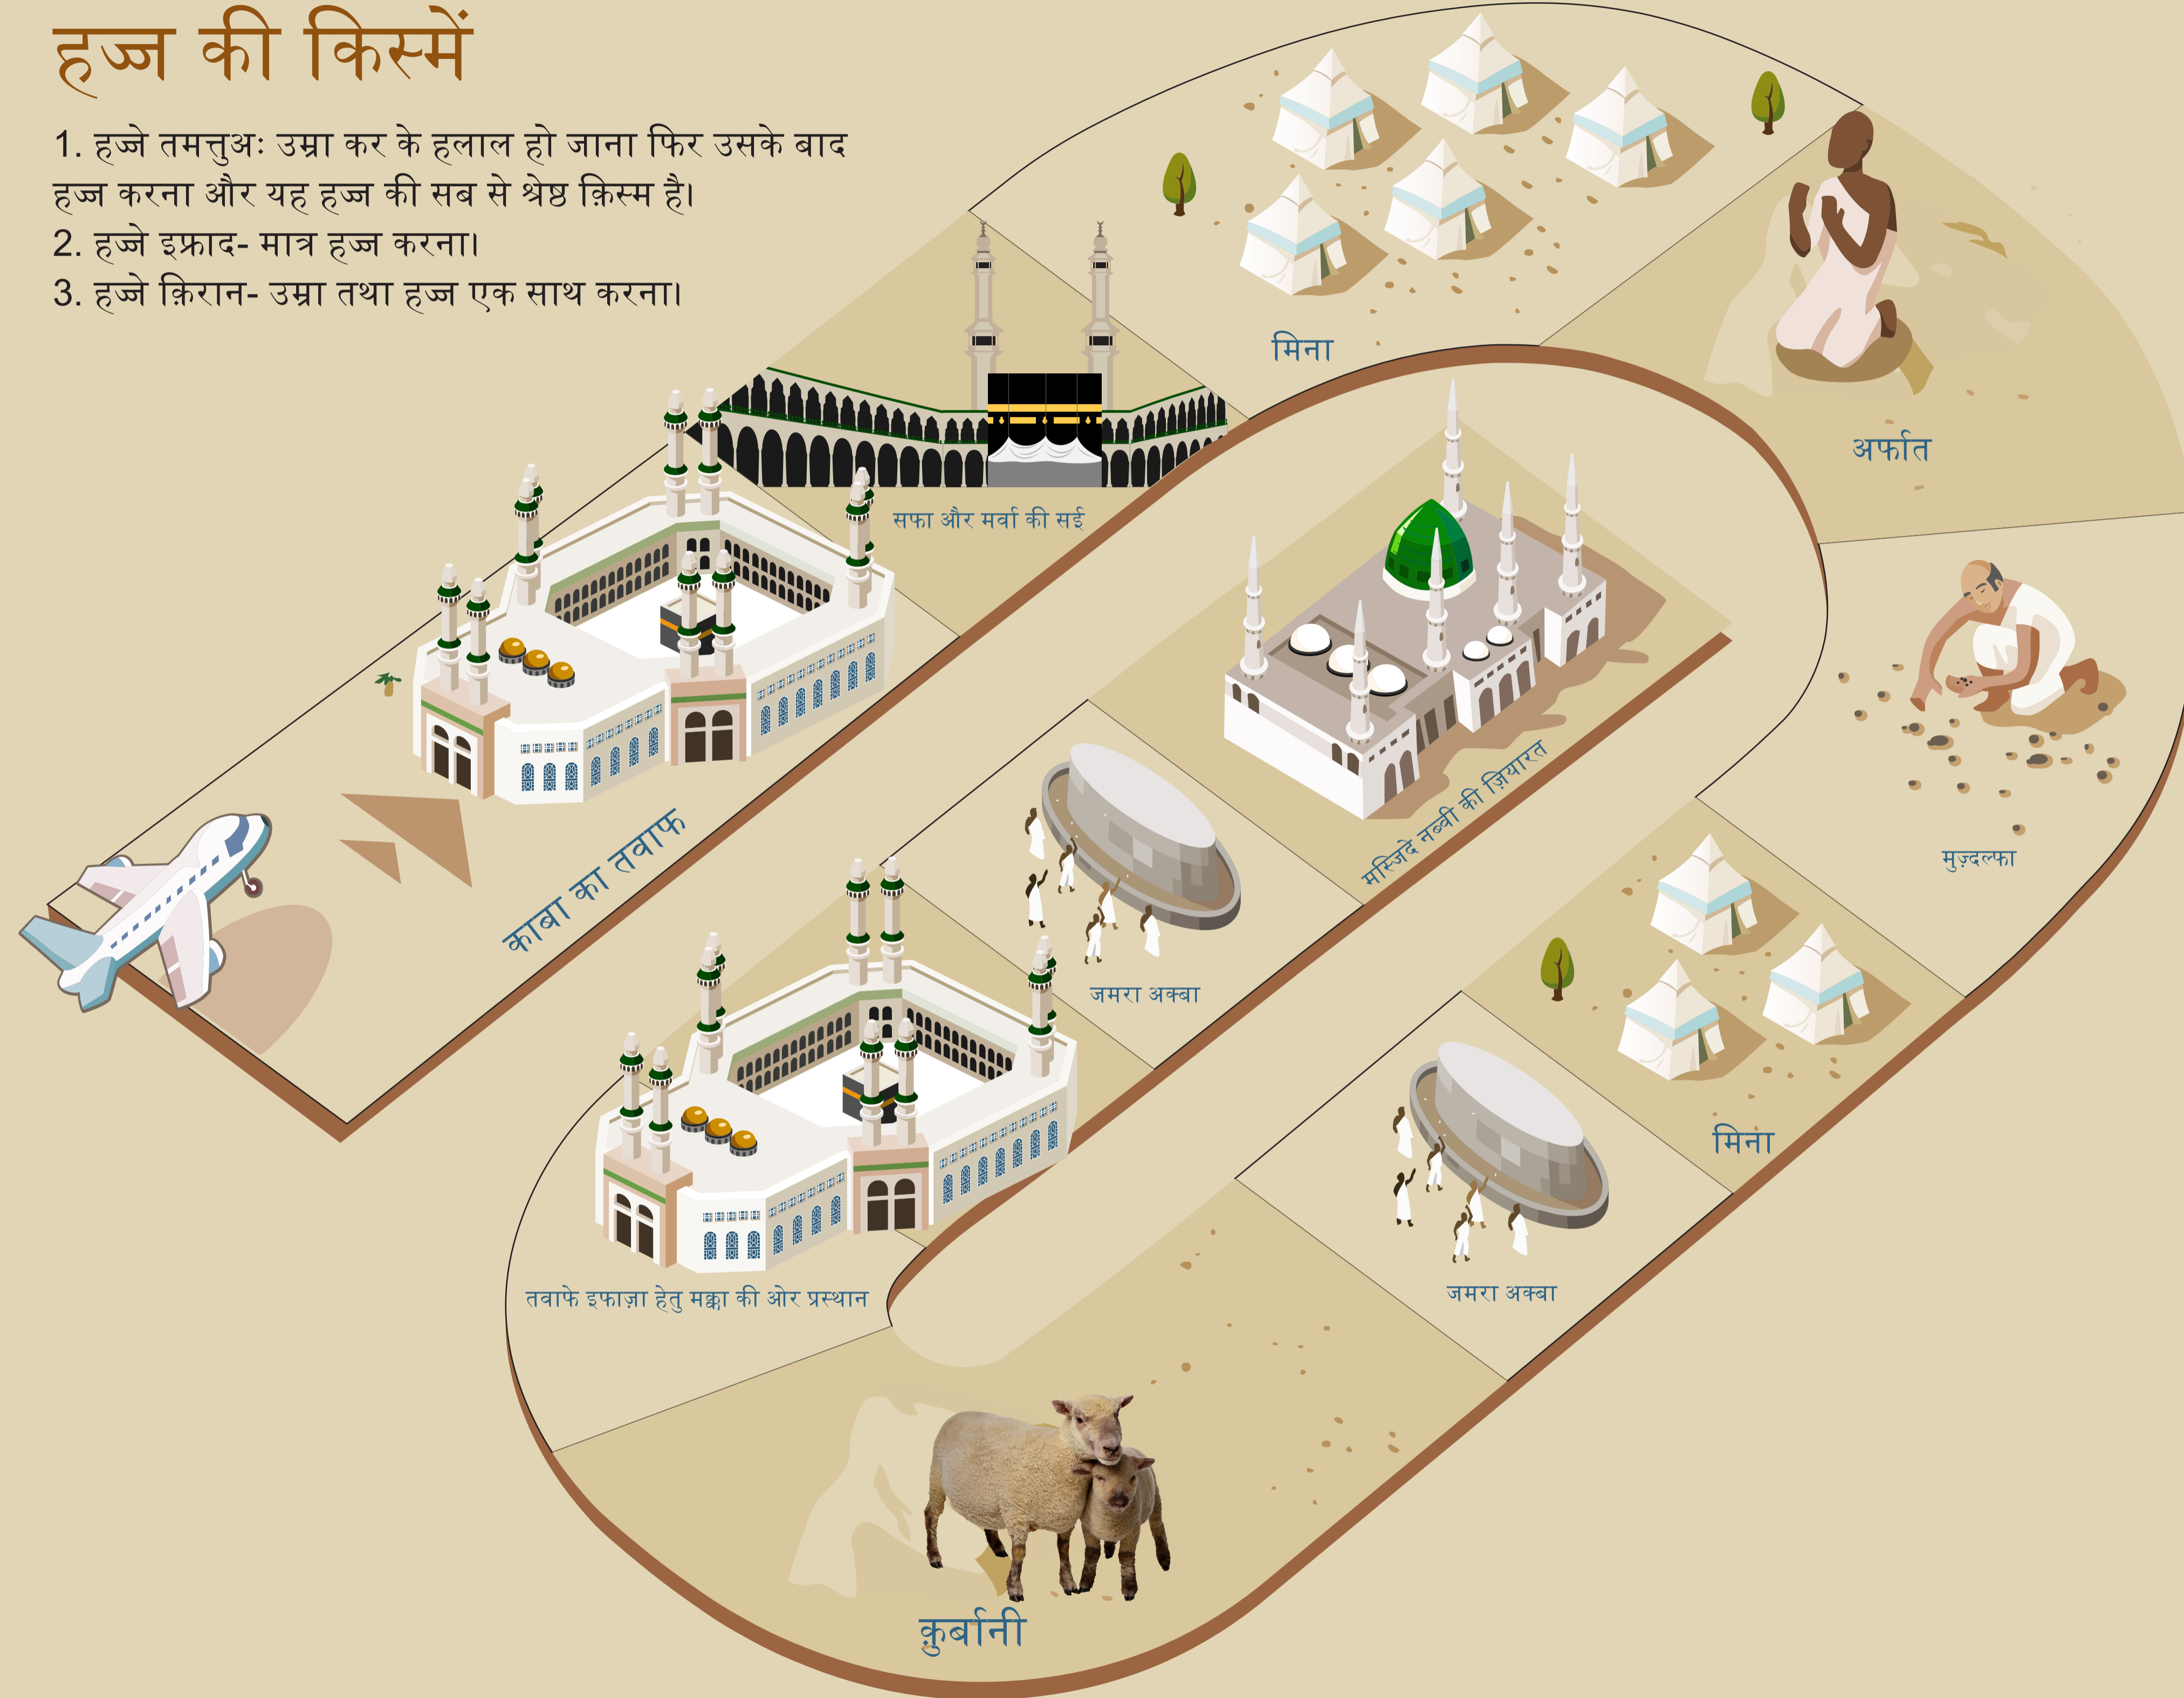 हज्ज की किस्में
1. हज्जे तमत्तुअः उम्रा कर के हलाल हो जाना फिर उसके बाद
हज्ज करना और यह हज्ज की सब से श्रेष्ठ क़िस्म है।
2. हज्जे इफ्राद- मात्र हज्ज करना।
3. हज्जे क़िरान- उम्रा तथा हज्ज एक साथ करना।
काबा का तवाफ
सफा और मर्वा की सई
मिना
अर्फात
मुज़्दल्फा
मिना
जमरा अक्बा
क़ुर्बानी
तवाफे इफाज़ा हेतु मक्का की ओर प्रस्थान
जमरा अक्बा
मस्जिदे नब्वी की ज़ियारत